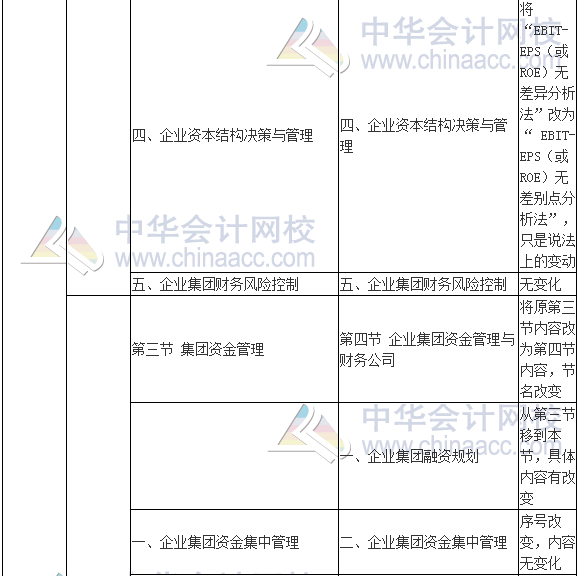 四、企业资本结构决策与管理
四、企业资本结构决策与管
理
将
“EBIT-
EPS（或
ROE）无
差异分析
法”改为
“ EBIT-
EPS（或
ROE）无
差别点分
析法”，
只是说法
上的变动
五、企业集团财务风险控制
五、企业集团财务风险控制
无变化
第三节 集团资金管理
第四节 企业集团资金管理与
财务公司
将原第三
节内容改
为第四节
内容，节
名改变
一、企业集团融资规划
从第三节
移到本
节，具体
内容有改
变
一、企业集团资金集中管理
二、企业集团资金集中管理
序号改
变，内容
无变化
中华会计网校
www.chinaacc.com
中华会计网校
www.chinaacc.com
中华会计网校
www.chinaacc.com